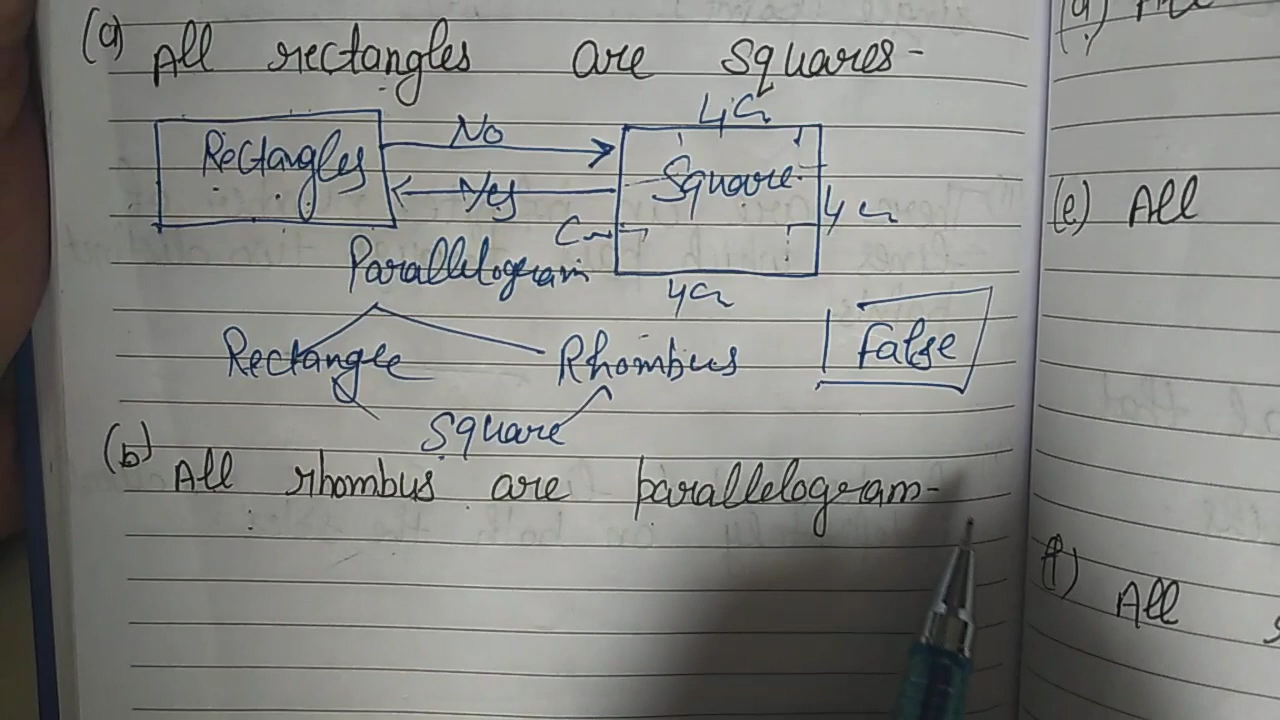 (a) All rectangles are squares-
4cm
Rectangles No Square
Yes
4cm
Parallelogram
4cm
Rectangle Rhombus False
Square
(b) All rhombus are parallelogram-
(e) All
(f) All